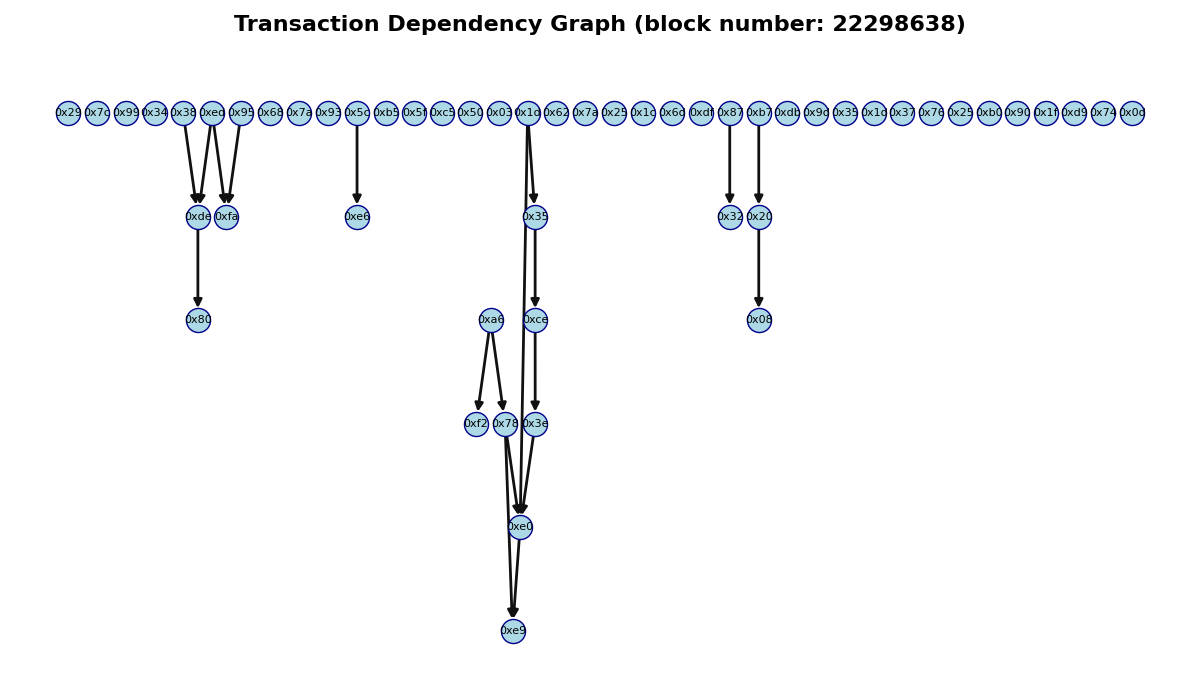 Transaction Dependency Graph (block number: 22298638)
0x29 0x7c 0x99 0x34 0x38 0xed 0x95 0x68 0x7a 0x93 0x5c 0xb5 0x5f 0xc5 0x50 0x03 0x1d 0x62 0x7a 0x25 0x1c 0x6d 0xdf 0x87 0xb7 0xdb 0x9d 0x35 0x1d 0x37 0x76 0x25 0xb0 0x90 0x1f 0xd9 0x74 0x0d
0xde 0xfa 0xe6 0x35 0x32 0x20
0x80 0xa6 0xce 0x08
0xf2 0x78 0x3e
0xe0
0xe9